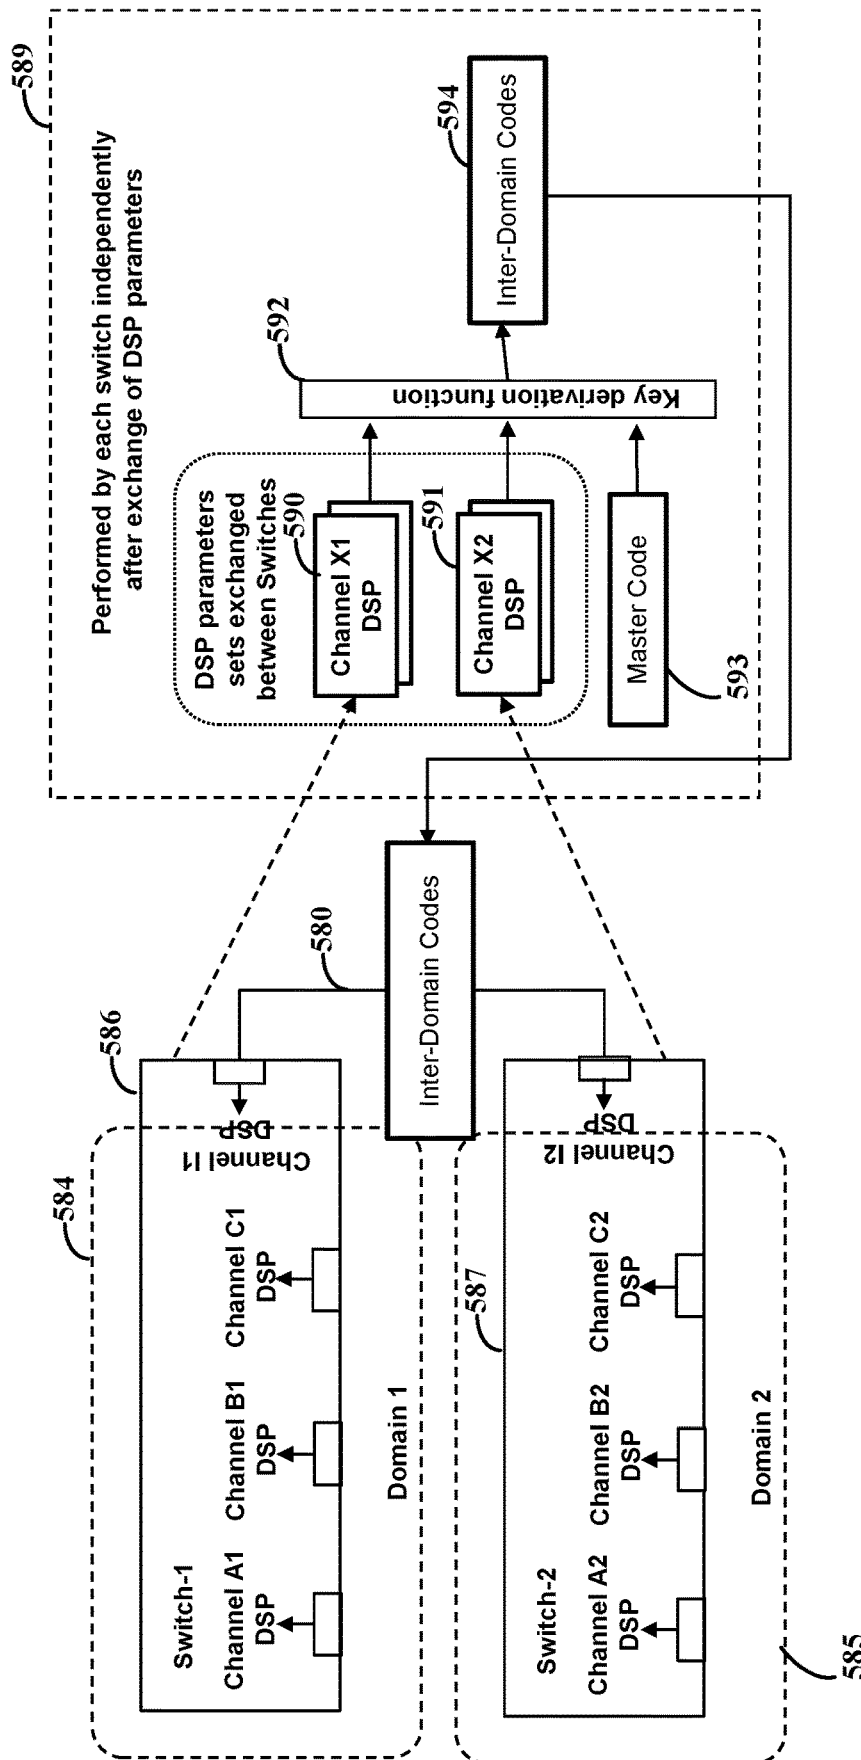 589
Performed by each switch independently
after exchange of DSP parameters
DSP parameters
sets exchanged
between Switches
590
Channel X1
DSP
591
Channel X2
DSP
592
Key derivation function
Master Code
593
594
Inter-Domain Codes
580
Inter-Domain Codes
584
586
Switch-1
Channel A1
DSP
Channel B1
DSP
Channel C1
DSP
Channel I1
DSP
Domain 1
587
Switch-2
Channel A2
DSP
Channel B2
DSP
Channel C2
DSP
Channel I2
DSP
Domain 2
585